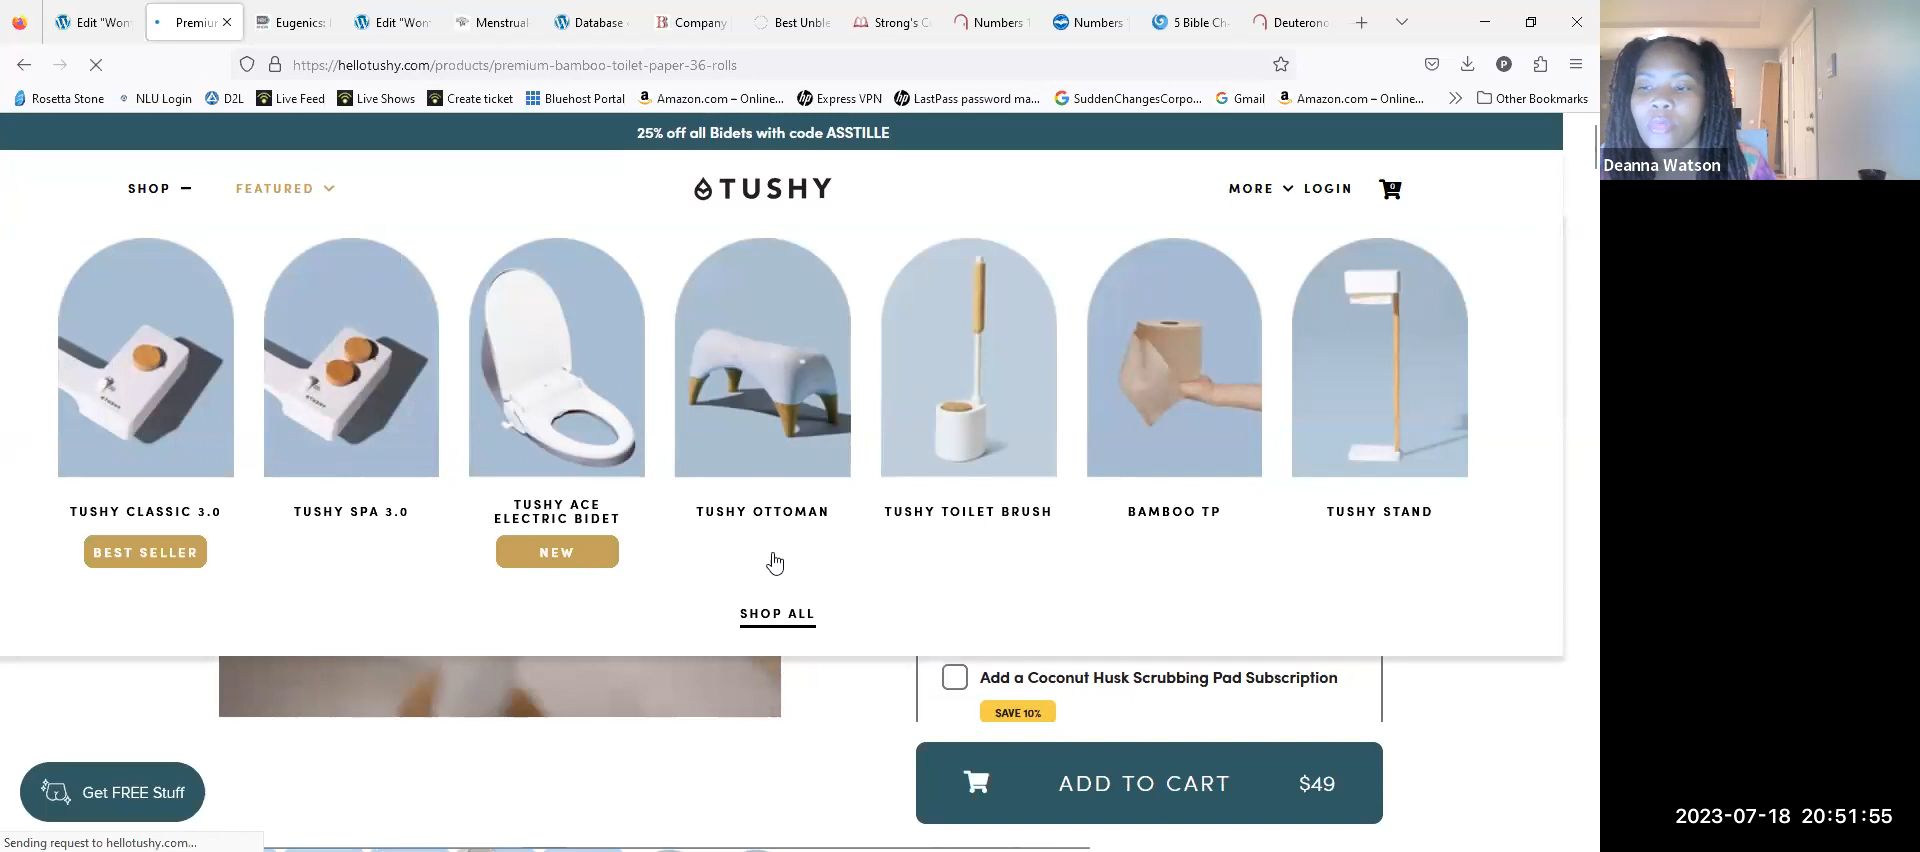 Edit "Won
Premium
Eugenics:
Edit "Won
Menstrual
Database
Company
Best Unble
Strong's C
Numbers 1
Numbers
5 Bible Ch
Deuterono
https://hellotushy.com/products/premium-bamboo-toilet-paper-36-rolls
Rosetta Stone
NLU Login
D2L
Live Feed
Live Shows
Create ticket
Bluehost Portal
Amazon.com – Online...
Express VPN
LastPass password ma...
SuddenChangesCorpo...
Gmail
Amazon.com – Online...
Other Bookmarks
25% off all Bidets with code ASSTILLE
SHOP
FEATURED
TUSHY
MORE
LOGIN
0
TUSHY CLASSIC 3.0
BEST SELLER
TUSHY SPA 3.0
TUSHY ACE
ELECTRIC BIDET
NEW
TUSHY OTTOMAN
TUSHY TOILET BRUSH
BAMBOO TP
TUSHY STAND
SHOP ALL
Add a Coconut Husk Scrubbing Pad Subscription
SAVE 10%
ADD TO CART $49
Get FREE Stuff
Sending request to hellotushy.com...
Deanna Watson
2023-07-18 20:51:55